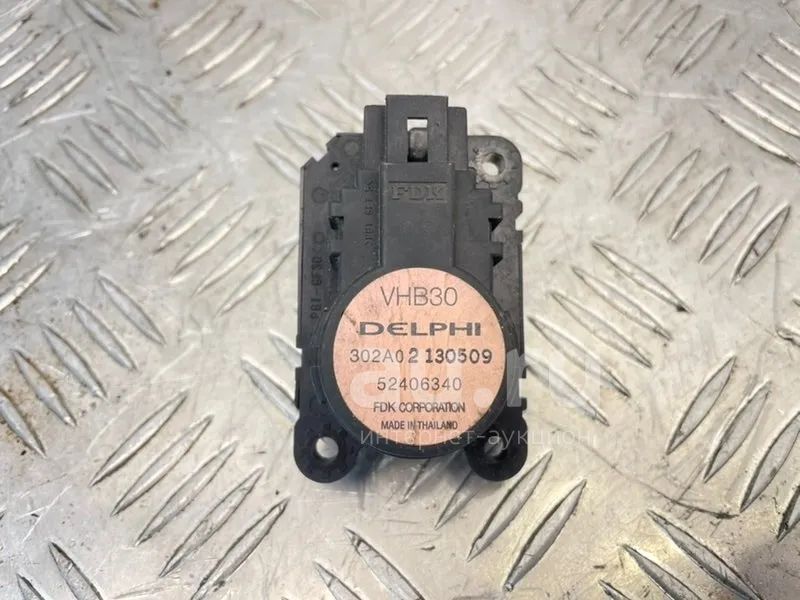 FDK
VHB30
DELPHI
302A02 130509
52406340
FDK CORPORATION
MADE IN THAILAND
интернет-аукцион